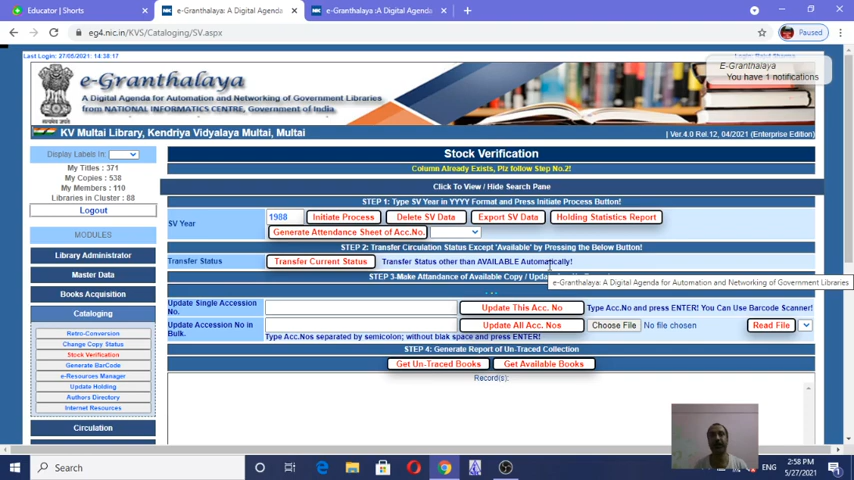 Educator | Shorts
e-Granthalaya: A Digital Agenda
e-Granthalaya :A Digital Agenda
eg4.nic.in/KVS/Cataloging/SV.aspx
Paused
Last Login: 27/05/2021 14:38:17
e-Granthalaya
You have 1 notifications
e-Granthalaya
A Digital Agenda for Automation and Networking of Government Libraries
from NATIONAL INFORMATICS CENTRE, Government of India
KV Multai Library, Kendriya Vidyalaya Multai, Multai
| Ver.4.0 Rel.12, 04/2021 (Enterprise Edition)
Display Labels In:
My Titles: 371
My Copies: 538
My Members: 110
Libraries in Cluster: 88
Logout
MODULES
Library Administrator
Master Data
Books Acquisition
Cataloging
Retro-Conversion
Change Copy Status
Stock Verification
Generate BarCode
e-Resources Manager
Update Holding
Authors Directory
Internet Resources
Circulation
Stock Verification
Column Already Exists, Plz follow Step No.2!
Click To View / Hide Search Pane
STEP 1: Type SV Year in YYYY Format and Press Initiate Process Button!
SV Year
1988
Initiate Process
Delete SV Data
Export SV Data
Holding Statistics Report
Generate Attendance Sheet of Acc.No.
STEP 2: Transfer Circulation Status Except 'Available' by Pressing the Below Button!
Transfer Status
Transfer Current Status
Transfer Status other than AVAILABLE Automatically!
STEP 3-Make Attandance of Available Copy / Upda
e-Granthalaya: A Digital Agenda for Automation and Networking of Government Libraries
Update Single Accession No.
Update This Acc. No
Type Acc.No and press ENTER! You Can Use Barcode Scanner!
Update Accession No in Bulk.
Update All Acc. Nos
Choose File
No file chosen
Read File
Type Acc.Nos separated by semicolon; without blak space and press ENTER!
STEP 4: Generate Report of Un-Traced Collection
Get Un-Traced Books
Get Available Books
Record(s):
Search
ENG
2:58 PM
5/27/2021